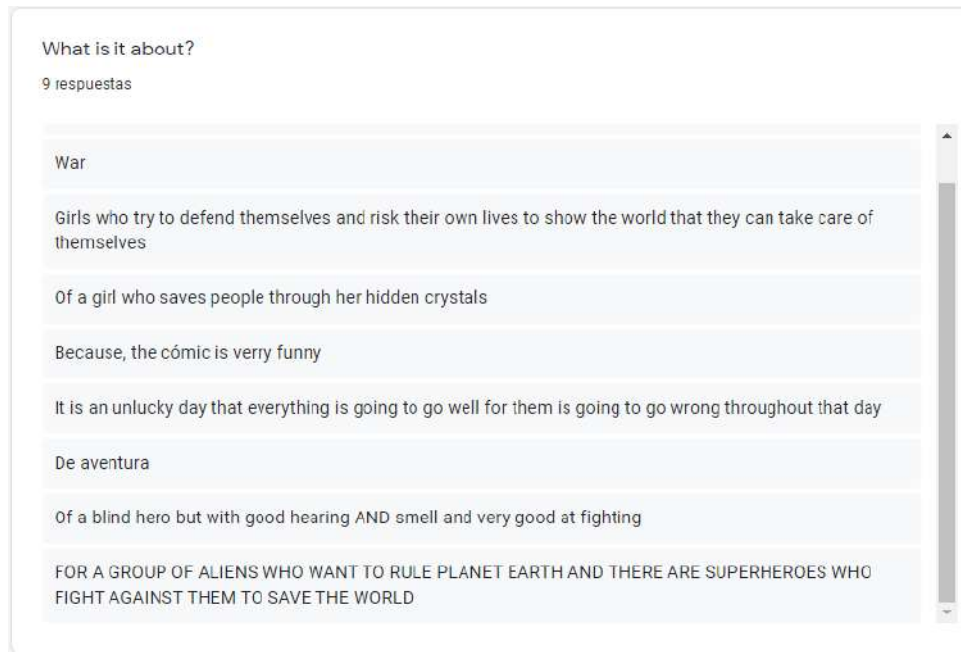 What is it about?
9 respuestas
War
Girls who try to defend themselves and risk their own lives to show the world that they can take care of
themselves
Of a girl who saves people through her hidden crystals
Because, the cómic is verry funny
It is an unlucky day that everything is going to go well for them is going to go wrong throughout that day
De aventura
Of a blind hero but with good hearing AND smell and very good at fighting
FOR A GROUP OF ALIENS WHO WANT TO RULE PLANET EARTH AND THERE ARE SUPERHEROES WHO
FIGHT AGAINST THEM TO SAVE THE WORLD